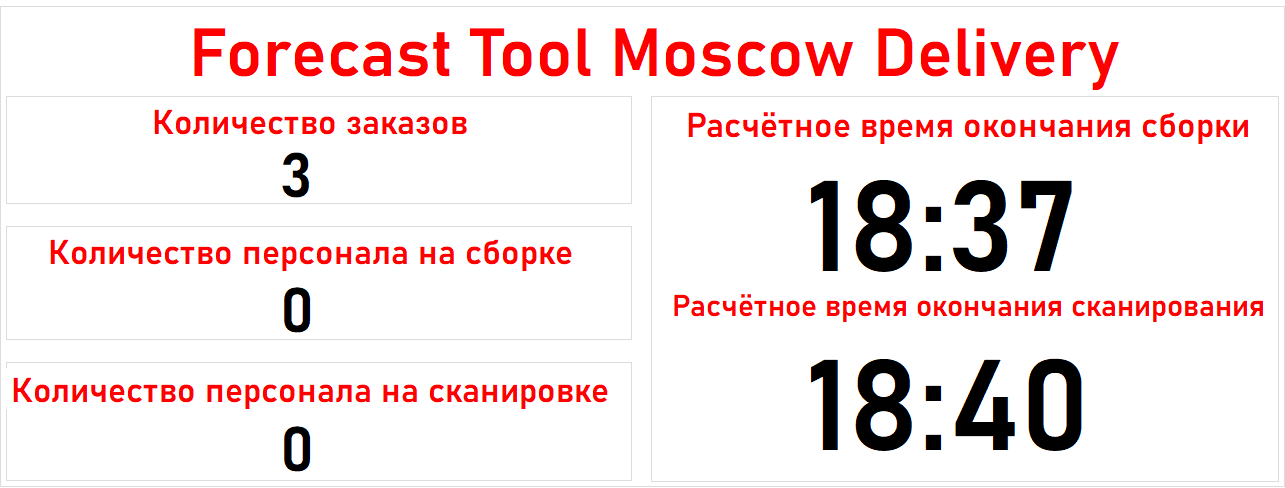 Forecast Tool Moscow Delivery
Количество заказов
3
Количество персонала на сборке
0
Количество персонала на сканировке
0
Расчётное время окончания сборки
18:37
Расчётное время окончания сканирования
18:40